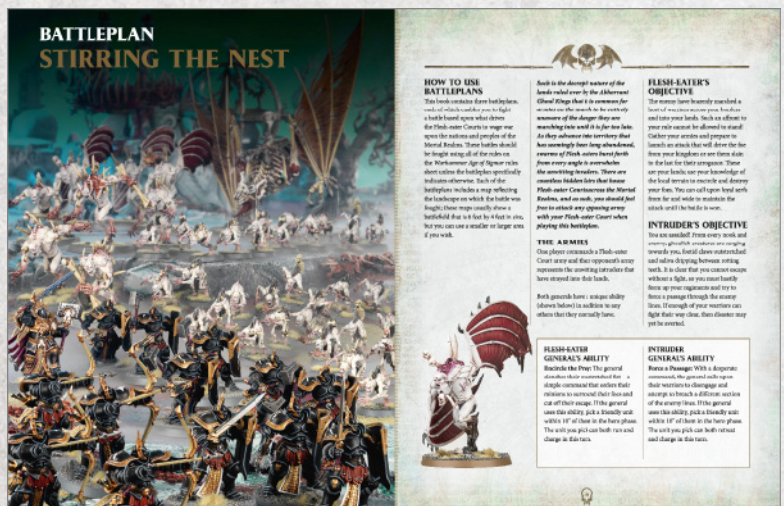 BATTLEPLAN
STIRRING THE NEST
HOW TO USE
BATTLEPLANS
This book contains three battleplans,
each of which enables you to fight
a battle based upon what drives
the Flesh-eater Courts to wage war
upon the nations and peoples of the
Mortal Realms. These battles should
be fought using all of the rules on
the Warhammer Age of Sigmar rules
sheet unless the battleplan specifically
indicates otherwise. Each of the
battleplans includes a map reflecting
the landscape on which the battle was
fought; these maps usually show a
battlefield that is 6 feet by 4 feet in size,
but you can use a smaller or larger area
if you wish.
Such is the decrepit nature of the
lands ruled over by the Abhorrant
Ghoul Kings that it is common for
armies on the march to be entirely
unaware of the danger they are
marching into until it is far too late.
As they advance into territory that
has seemingly been long abandoned,
swarms of Flesh-eaters burst forth
from every angle to overwhelm
the unwitting invaders. There are
countless hidden lairs that house
Flesh-eater Courts across the Mortal
Realms, and as such, you should feel
free to attack any opposing army
with your Flesh-eater Court when
playing this battleplan.
THE ARMIES
One player commands a Flesh-eater
Court army and their opponent's army
represents the unwitting intruders that
have strayed into their lands.
Both generals have a unique ability
(shown below) in addition to any
others that they normally have.
FLESH-EATER'S
OBJECTIVE
The enemy have brazenly marched a
host of warriors across your borders
and into your lands. Such an affront to
your rule cannot be allowed to stand!
Gather your armies and prepare to
launch an attack that will drive the foe
from your kingdom or see them slain
to the last for their arrogance. These
are your lands; use your knowledge of
the local terrain to encircle and destroy
your foes. You can call upon loyal serfs
from far and wide to maintain the
attack until the battle is won.
INTRUDER'S OBJECTIVE
You are assailed! From every nook and
cranny, ghoulish creatures are surging
towards you, foetid claws outstretched
and saliva dripping between rotting
teeth. It is clear that you cannot escape
without a fight, so you must hastily
form up your regiments and try to
force a passage through the enemy
lines. If enough of your warriors can
fight their way clear, then disaster may
yet be averted.
FLESH-EATER
GENERAL'S ABILITY
Encircle the Prey: The general
simple command that orders their
minions to surround their foes and
cut off their escape. If the general
uses this ability, pick a friendly unit
within 10" of them in the hero phase.
The unit you pick can both run and
charge in this turn.
INTRUDER
GENERAL'S ABILITY
Force a Passage: With a desperate
command, the general calls upon
their warriors to disengage and
attempt to breach a different section
of the enemy lines. If the general
uses this ability, pick a friendly unit
within 10" of them in the hero phase.
The unit you pick can both retreat
and charge in this turn.